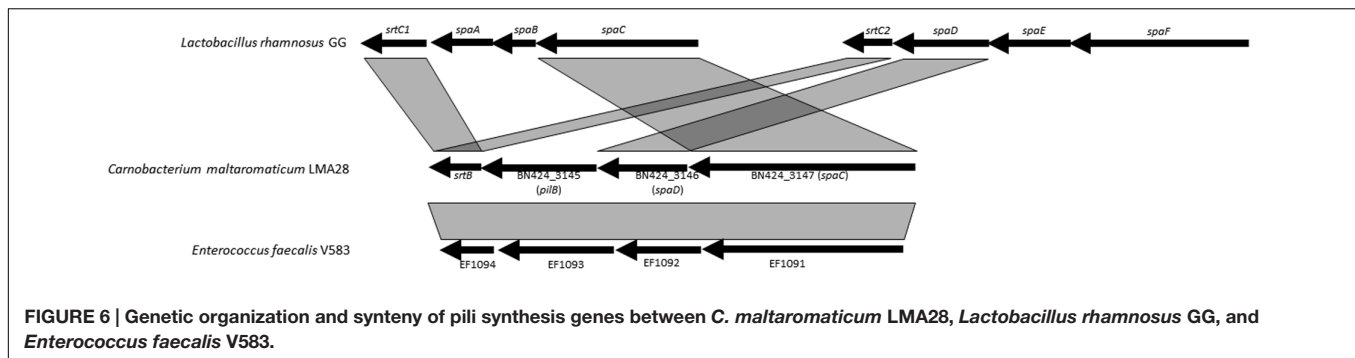 srtC1 spaA spaB spaC srtC2 spaD spaE spaF
Lactobacillus rhamnosus GG
Carnobacterium maltaromaticum LMA28
srtB BN424_3145 BN424_3146 BN424_3147 (spaC)
(pilB) (spaD)
Enterococcus faecalis V583
EF1094 EF1093 EF1092 EF1091
FIGURE 6 | Genetic organization and synteny of pili synthesis genes between C. maltaromaticum LMA28, Lactobacillus rhamnosus GG, and
Enterococcus faecalis V583.